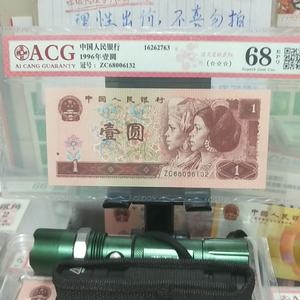 理性出价，不喜勿拍
ACG
AI CANG GUARANTY
中国人民银行
1996年壹圆
冠号：ZC68006132
16262763
(☆☆☆)
68
EPQ
Superb Gem Unc
中国人民银行
壹圆
1
1
ZC68006132